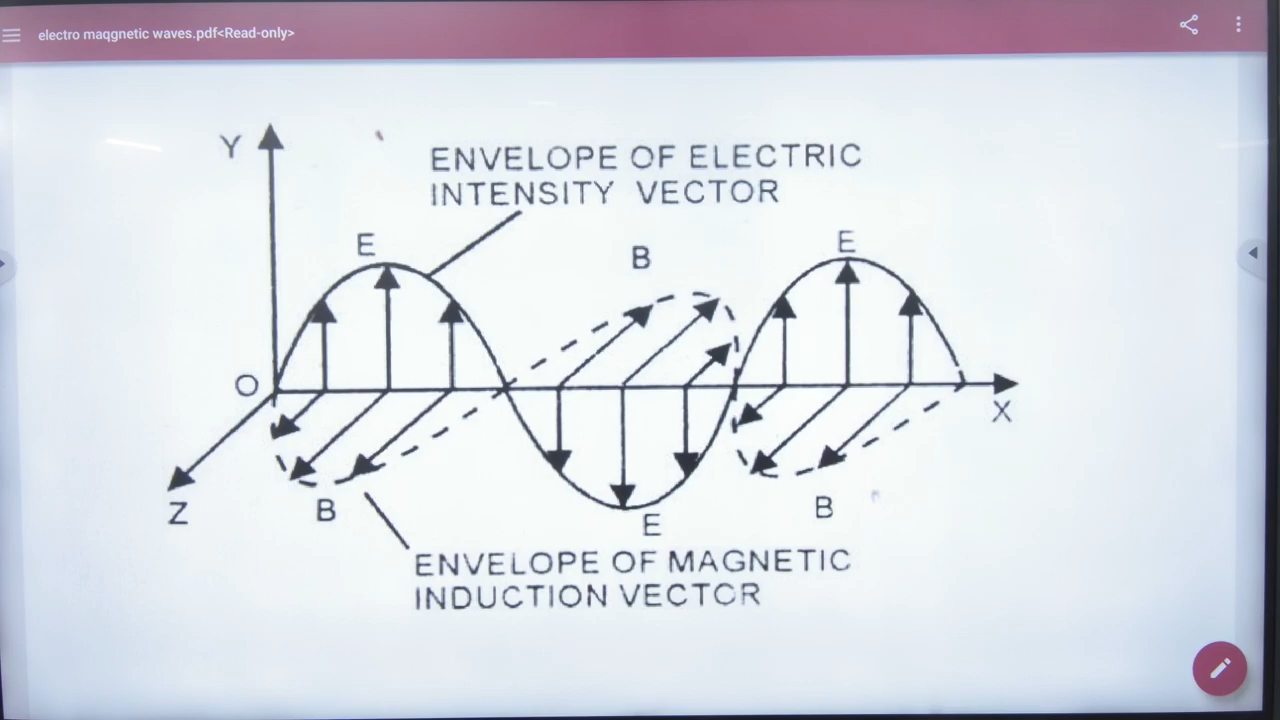 electro maqgnetic waves.pdf<Read-only>
Y
ENVELOPE OF ELECTRIC
INTENSITY VECTOR
E
B
E
O
X
Z
B
E
B
ENVELOPE OF MAGNETIC
INDUCTION VECTOR